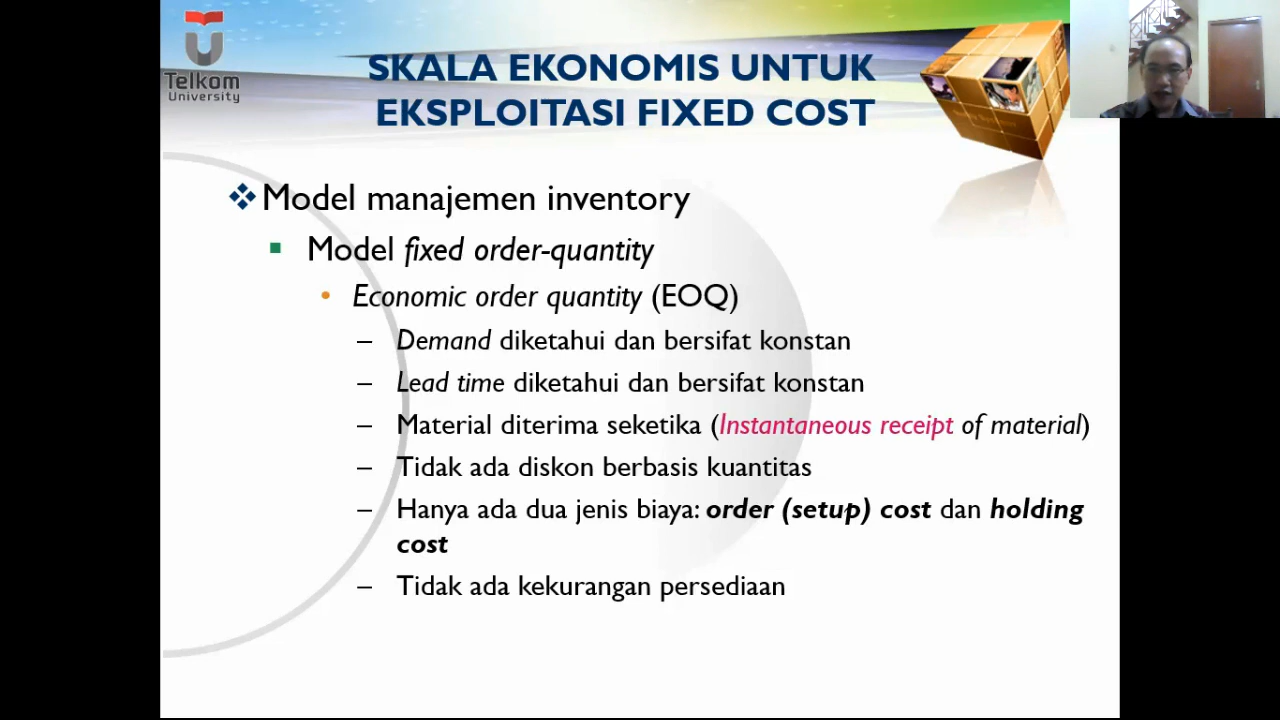 Telkom
University
SKALA EKONOMIS UNTUK
EKSPLOITASI FIXED COST
Model manajemen inventory
Model fixed order-quantity
Economic order quantity (EOQ)
– Demand diketahui dan bersifat konstan
– Lead time diketahui dan bersifat konstan
– Material diterima seketika (Instantaneous receipt of material)
– Tidak ada diskon berbasis kuantitas
– Hanya ada dua jenis biaya: order (setup) cost dan holding
cost
– Tidak ada kekurangan persediaan